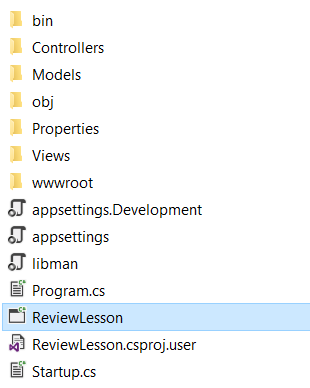 bin
Controllers
Models
obj
Properties
Views
wwwroot
appsettings.Development
appsettings
libman
Program.cs
ReviewLesson
ReviewLesson.csproj.user
Startup.cs